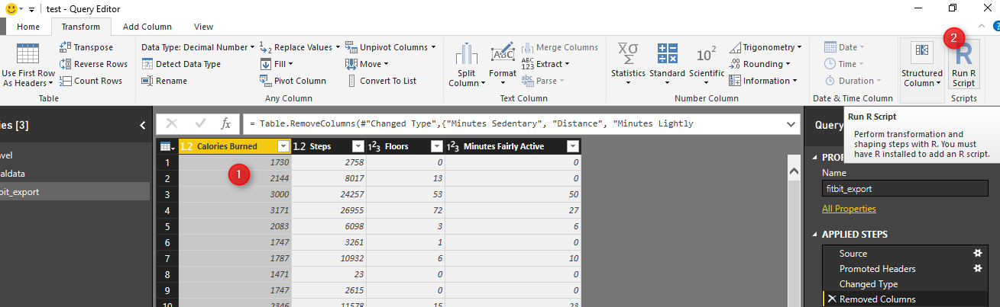 test - Query Editor
Home Transform Add Column View
Use First Row As Headers
Transpose
Reverse Rows
Count Rows
Table
Data Type: Decimal Number
Detect Data Type
Rename
Replace Values
Fill
Pivot Column
Unpivot Columns
Move
Convert To List
Any Column
Split Column
Format
Merge Columns
Extract
Parse
Text Column
Statistics
Standard
Scientific
Trigonometry
Rounding
Information
Number Column
Date
Time
Duration
Date & Time Column
Structured Column
2
Run R Script
Scripts
ies [3]
= Table.RemoveColumns(#"Changed Type",{"Minutes Sedentary", "Distance", "Minutes Lightly
Query
Run R Script
Perform transformation and
shaping steps with R. You must
have R installed to add an R script.
avel
aldata
bit_export
1.2 Calories Burned 1.2 Steps 1²3 Floors 1²3 Minutes Fairly Active
1 1730 2758 0 0
2 2144 8017 13 0
3 3000 24257 53 50
4 3171 26955 72 27
5 2083 6098 3 6
6 1747 3261 1 0
7 1787 10932 6 10
8 1471 23 0 0
9 1747 2615 0 0
10 2346 11578 15 23
1
PROP
Name
fitbit_export
All Properties
APPLIED STEPS
Source
Promoted Headers
Changed Type
Removed Columns